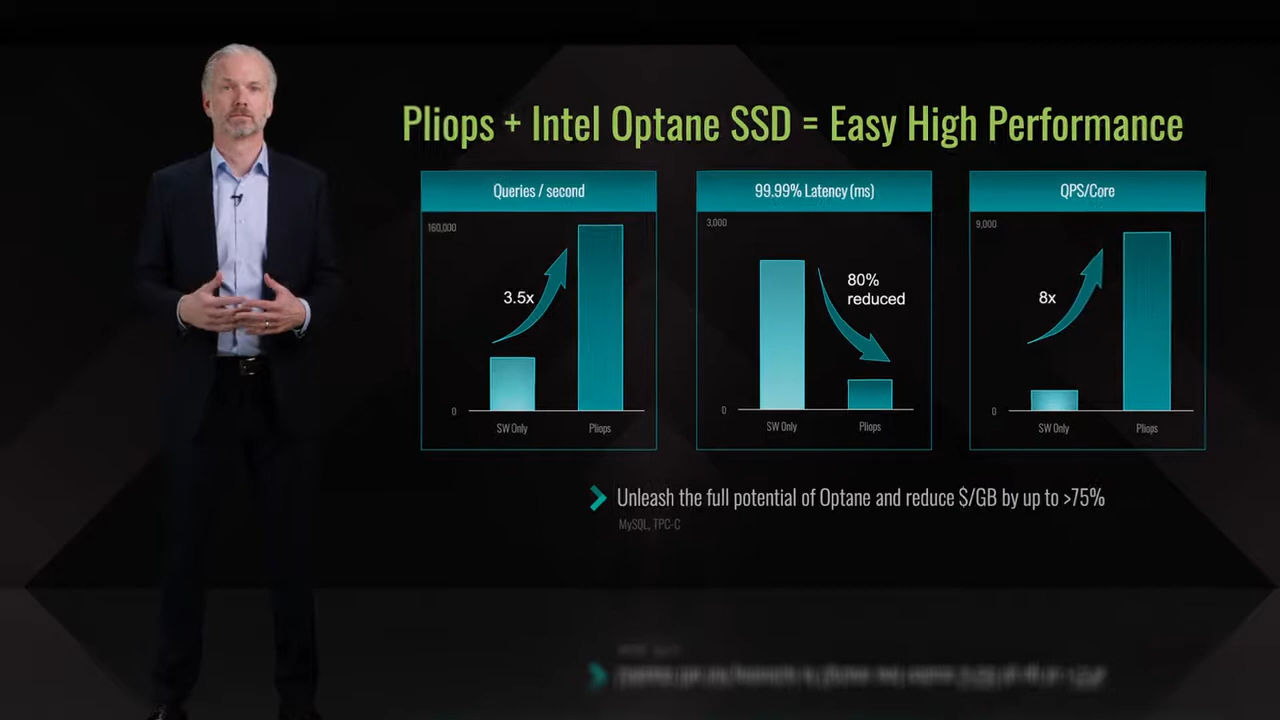 Pliops + Intel Optane SSD = Easy High Performance
Queries / second
160,000
3.5x
0
SW Only
Pliops
99.99% Latency (ms)
3,000
80%
reduced
0
SW Only
Pliops
QPS/Core
9,000
8x
0
SW Only
Pliops
Unleash the full potential of Optane and reduce $/GB by up to >75%
MySQL, TPC-C